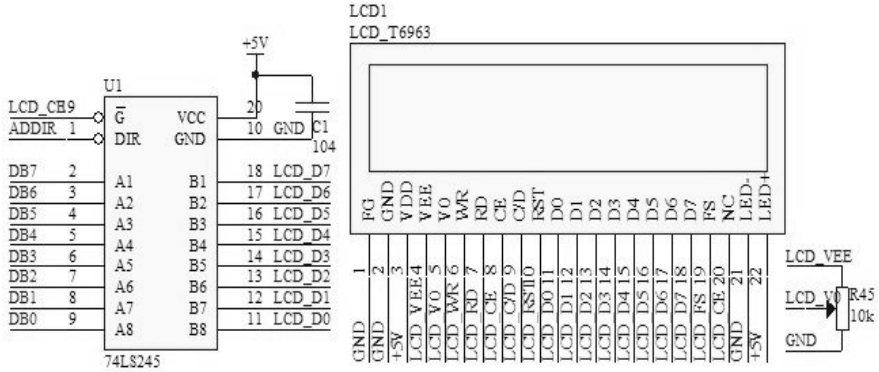 LCD1
LCD_T6963
+5V
U1
LCD_CE 19 G VCC 20
ADDIR 1 DIR GND 10 GND
C1
104
DB7 2 A1 B1 18 LCD_D7
DB6 3 A2 B2 17 LCD_D6
DB5 4 A3 B3 16 LCD_D5
DB4 5 A4 B4 15 LCD_D4
DB3 6 A5 B5 14 LCD_D3
DB2 7 A6 B6 13 LCD_D2
DB1 8 A7 B7 12 LCD_D1
DB0 9 A8 B8 11 LCD_D0
74LS245
FG
GND
VDD
VEE
VO
WR
RD
CE
C/D
RST
D0
D1
D2
D3
D4
D5
D6
D7
FS
NC
LED-
LED+
GND 1
GND 2
+5V 3
LCD_VEE 4
LCD_VO 5
LCD_WR 6
LCD_RD 7
LCD_CE 8
LCD_C/D 9
LCD_RST 10
LCD_D0 11
LCD_D1 12
LCD_D2 13
LCD_D3 14
LCD_D4 15
LCD_D5 16
LCD_D6 17
LCD_D7 18
LCD_FS 19
LCD_CE 20
GND 21
+5V 22
LCD_VEE
LCD_V0 R45
10k
GND